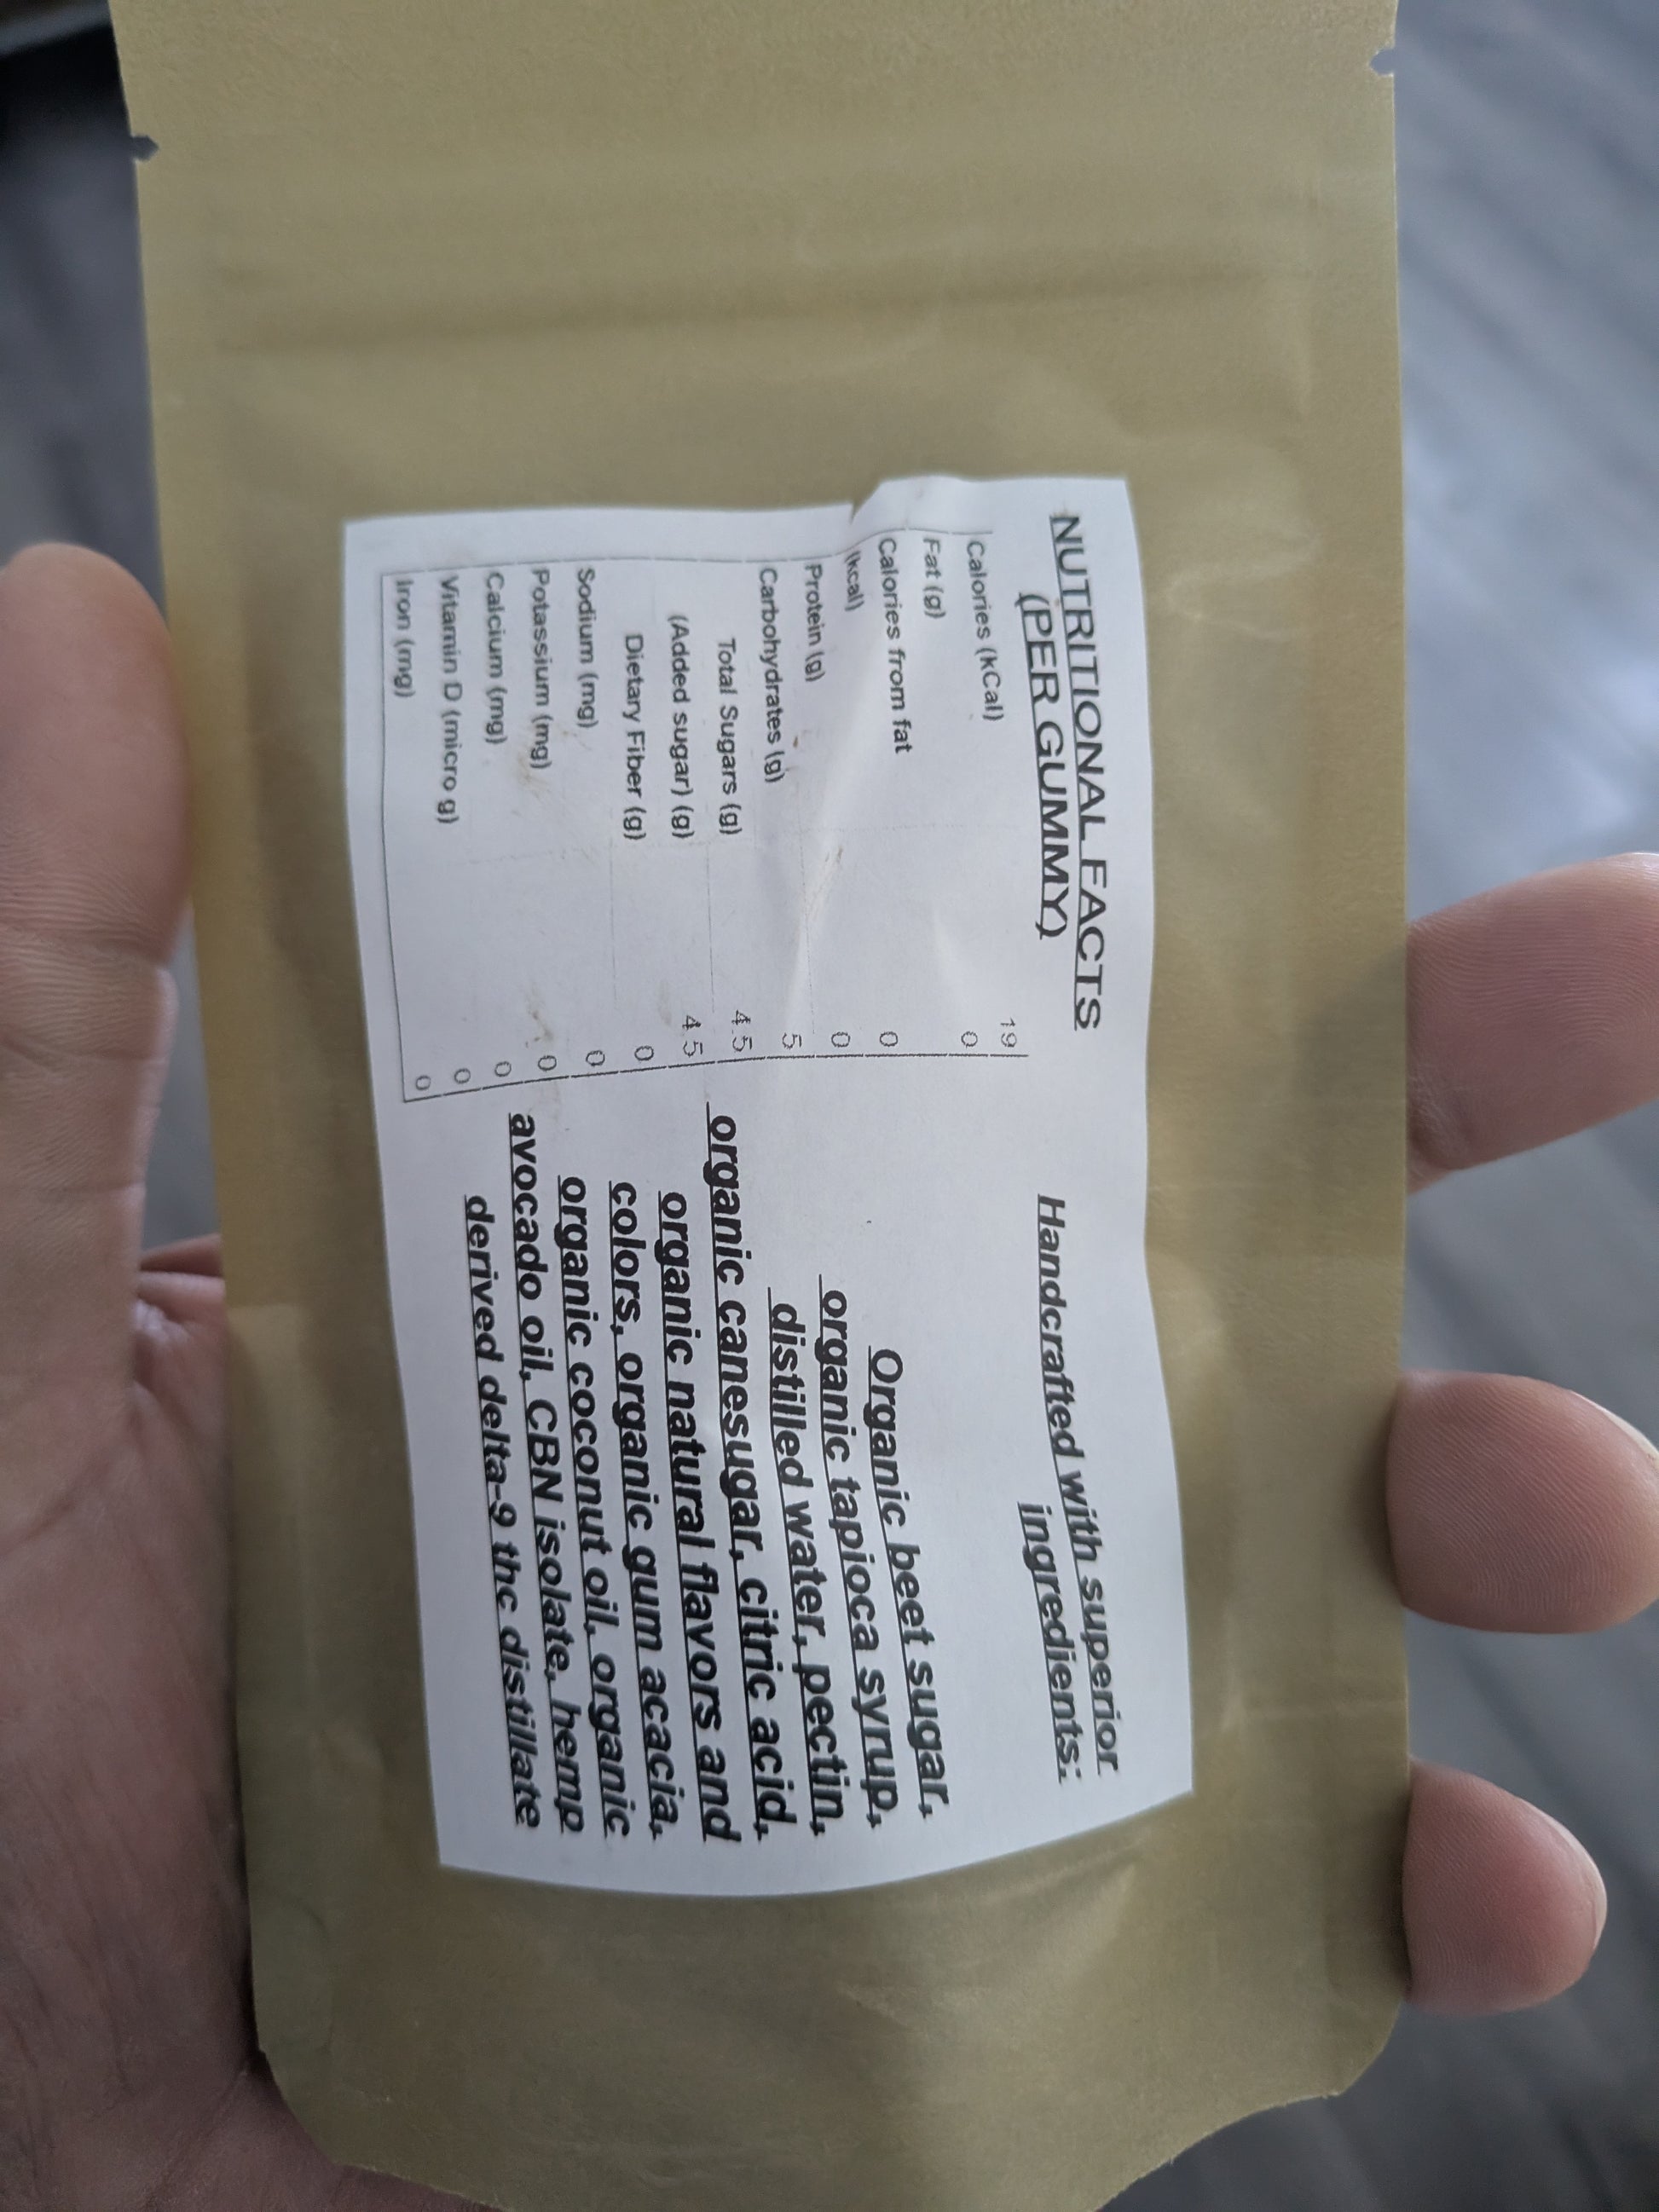 NUTRITIONAL FACTS
(PER GUMMY)
Calories (kCal) 19
Fat (g) 0
Calories from fat
(kcal) 0
Protein (g) 0
Carbohydrates (g) 5
Total Sugars (g) 4.5
(Added sugar) (g) 4.5
Dietary Fiber (g) 0
Sodium (mg) 0
Potassium (mg) 0
Calcium (mg) 0
Vitamin D (micro g) 0
Iron (mg) 0
Handcrafted with superior
ingredients:
Organic beet sugar,
organic tapioca syrup,
distilled water, pectin,
organic canesugar, citric acid,
organic natural flavors and
colors, organic gum acacia,
organic coconut oil, organic
avocado oil, CBN isolate, hemp
derived delta-9 thc distillate